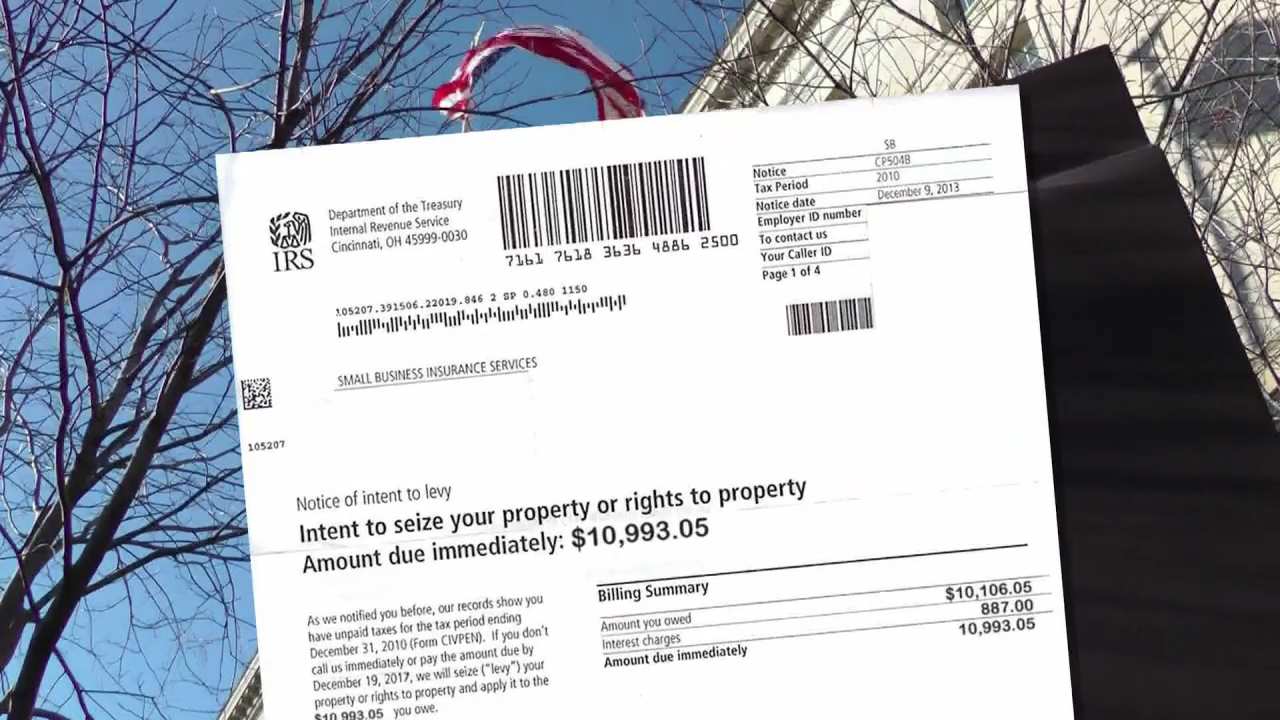 IRS
Department of the Treasury
Internal Revenue Service
Cincinnati, OH 45999-0030
7161 7618 3636 4886 2500
SB
Notice CP504B
Tax Period 2010
Notice date December 9, 2013
Employer ID number
To contact us
Your Caller ID
Page 1 of 4
105207.391506.22019.846 2 SP 0.480 1150
SMALL BUSINESS INSURANCE SERVICES
105207
Notice of intent to levy
Intent to seize your property or rights to property
Amount due immediately: $10,993.05
As we notified you before, our records show you
have unpaid taxes for the tax period ending
December 31, 2010 (Form CIVPEN). If you don't
call us immediately or pay the amount due by
December 19, 2017, we will seize ("levy") your
property or rights to property and apply it to the
$10,993.05 you owe.
Billing Summary
Amount you owed $10,106.05
Interest charges 887.00
Amount due immediately 10,993.05